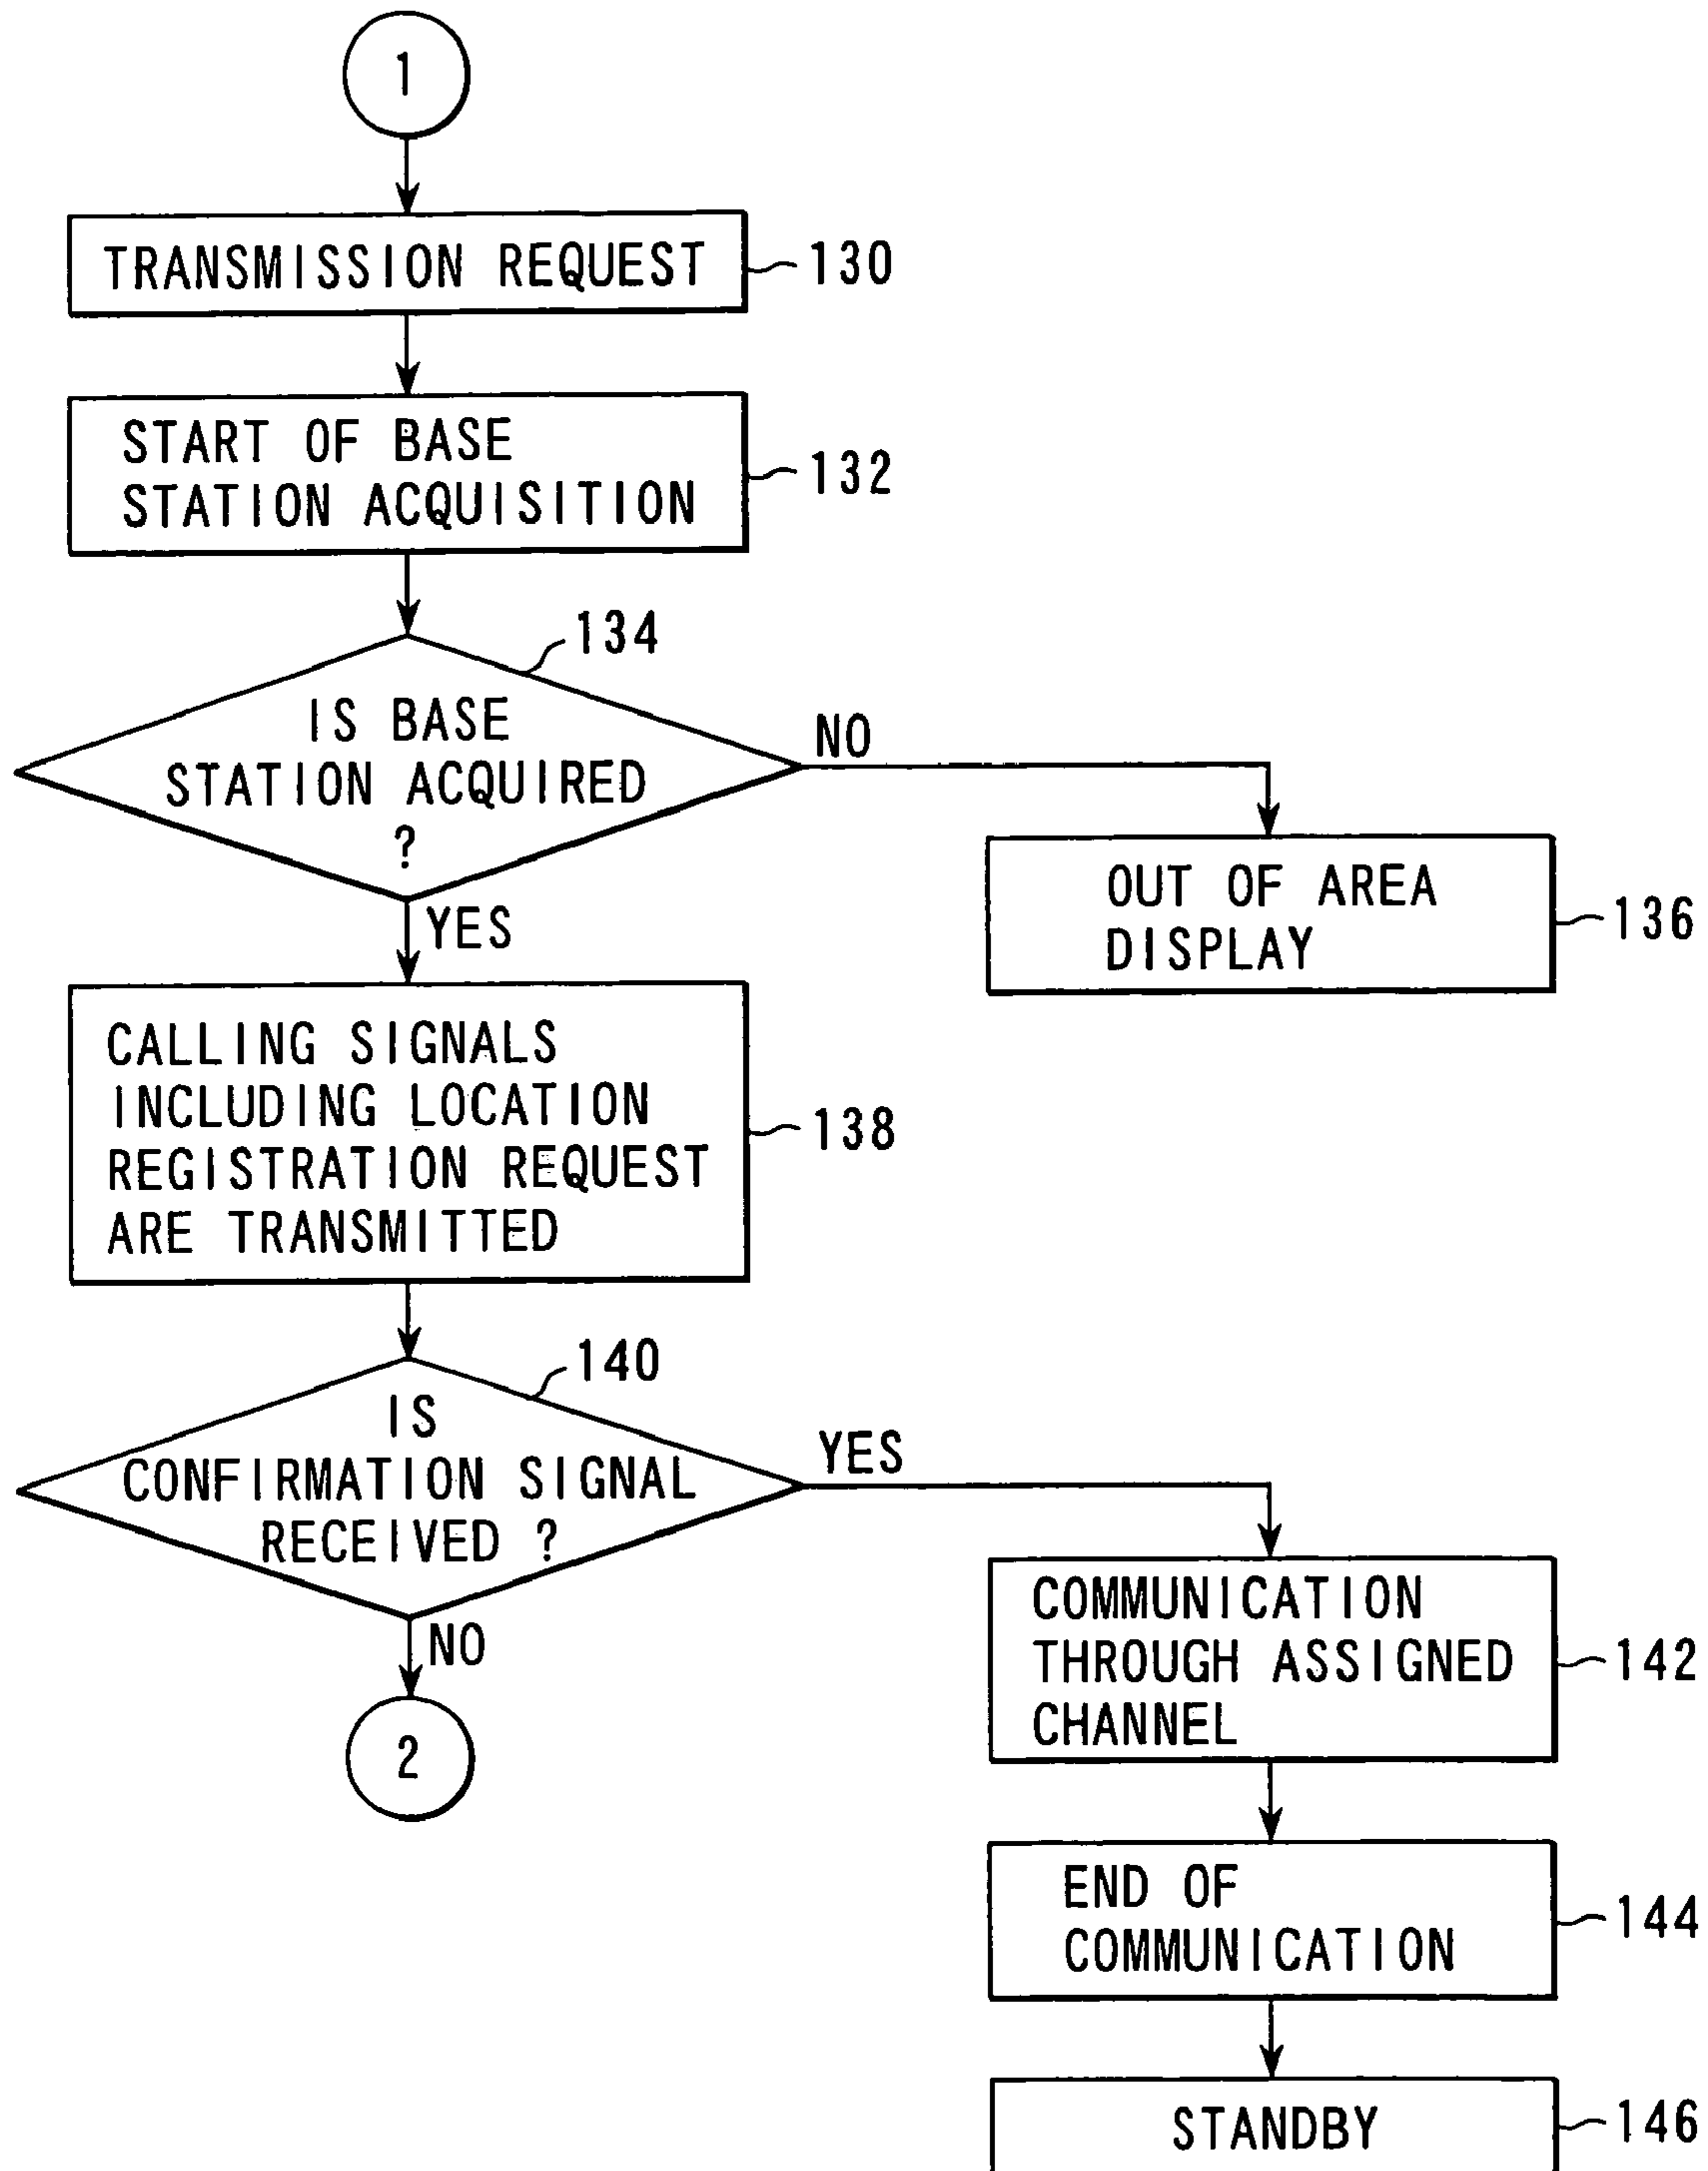 1
TRANSMISSION REQUEST
130
START OF BASE
STATION ACQUISITION
132
134
IS BASE
STATION ACQUIRED
?
NO
YES
OUT OF AREA
DISPLAY
136
CALLING SIGNALS
INCLUDING LOCATION
REGISTRATION REQUEST
ARE TRANSMITTED
138
140
IS
CONFIRMATION SIGNAL
RECEIVED ?
YES
NO
2
COMMUNICATION
THROUGH ASSIGNED
CHANNEL
142
END OF
COMMUNICATION
144
STANDBY
146